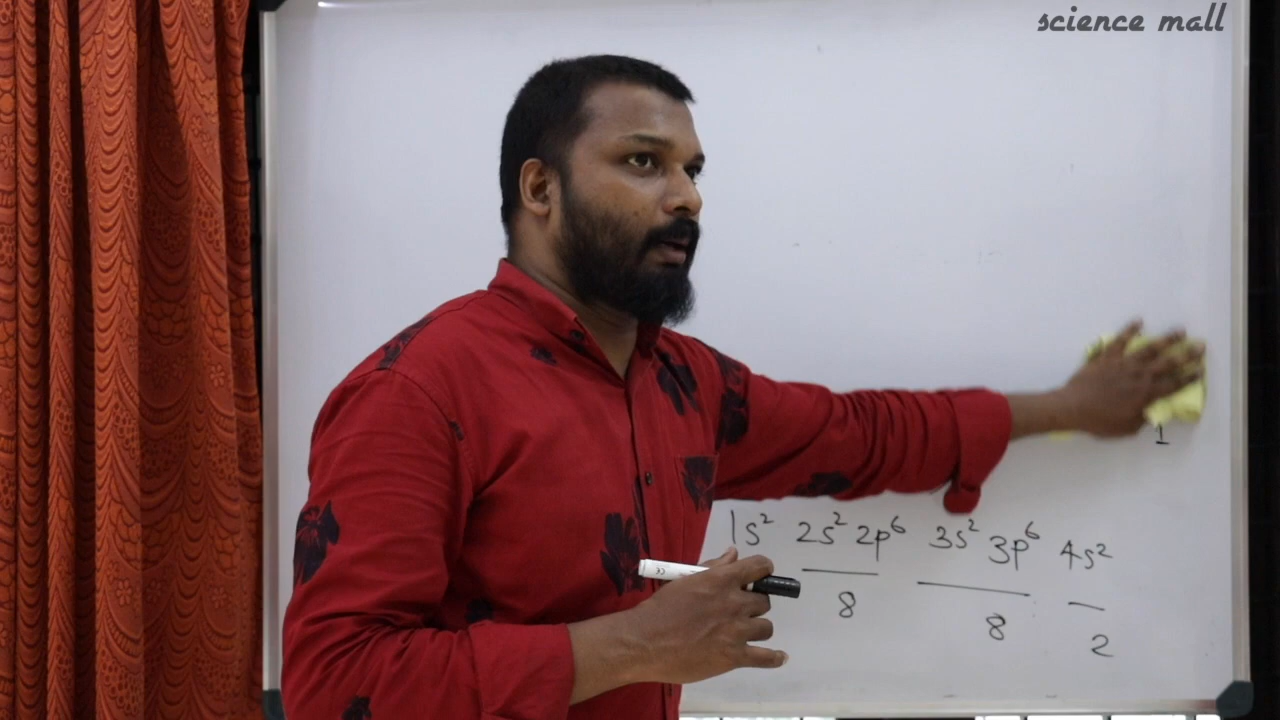 science mall
1
1s² 2s² 2p⁶ 3s² 3p⁶ 4s²
8 8 2